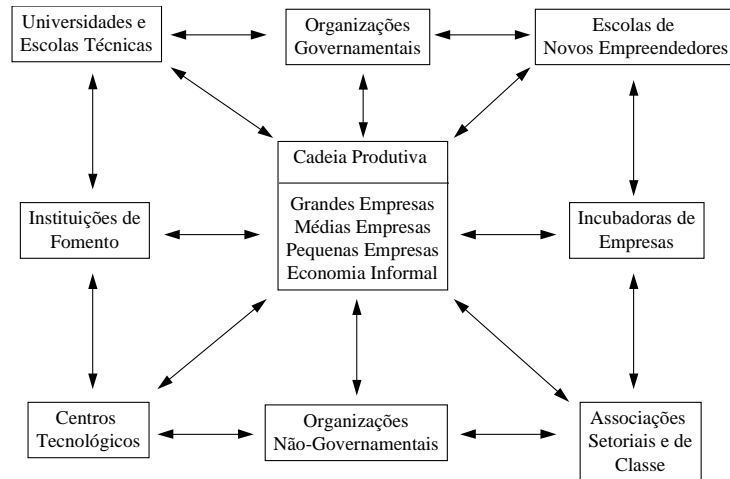 Universidades e
Escolas Técnicas
Organizações
Governamentais
Escolas de
Novos Empreendedores
Cadeia Produtiva
Grandes Empresas
Médias Empresas
Pequenas Empresas
Economia Informal
Instituições de
Fomento
Incubadoras de
Empresas
Centros
Tecnológicos
Organizações
Não-Governamentais
Associações
Setoriais e de
Classe